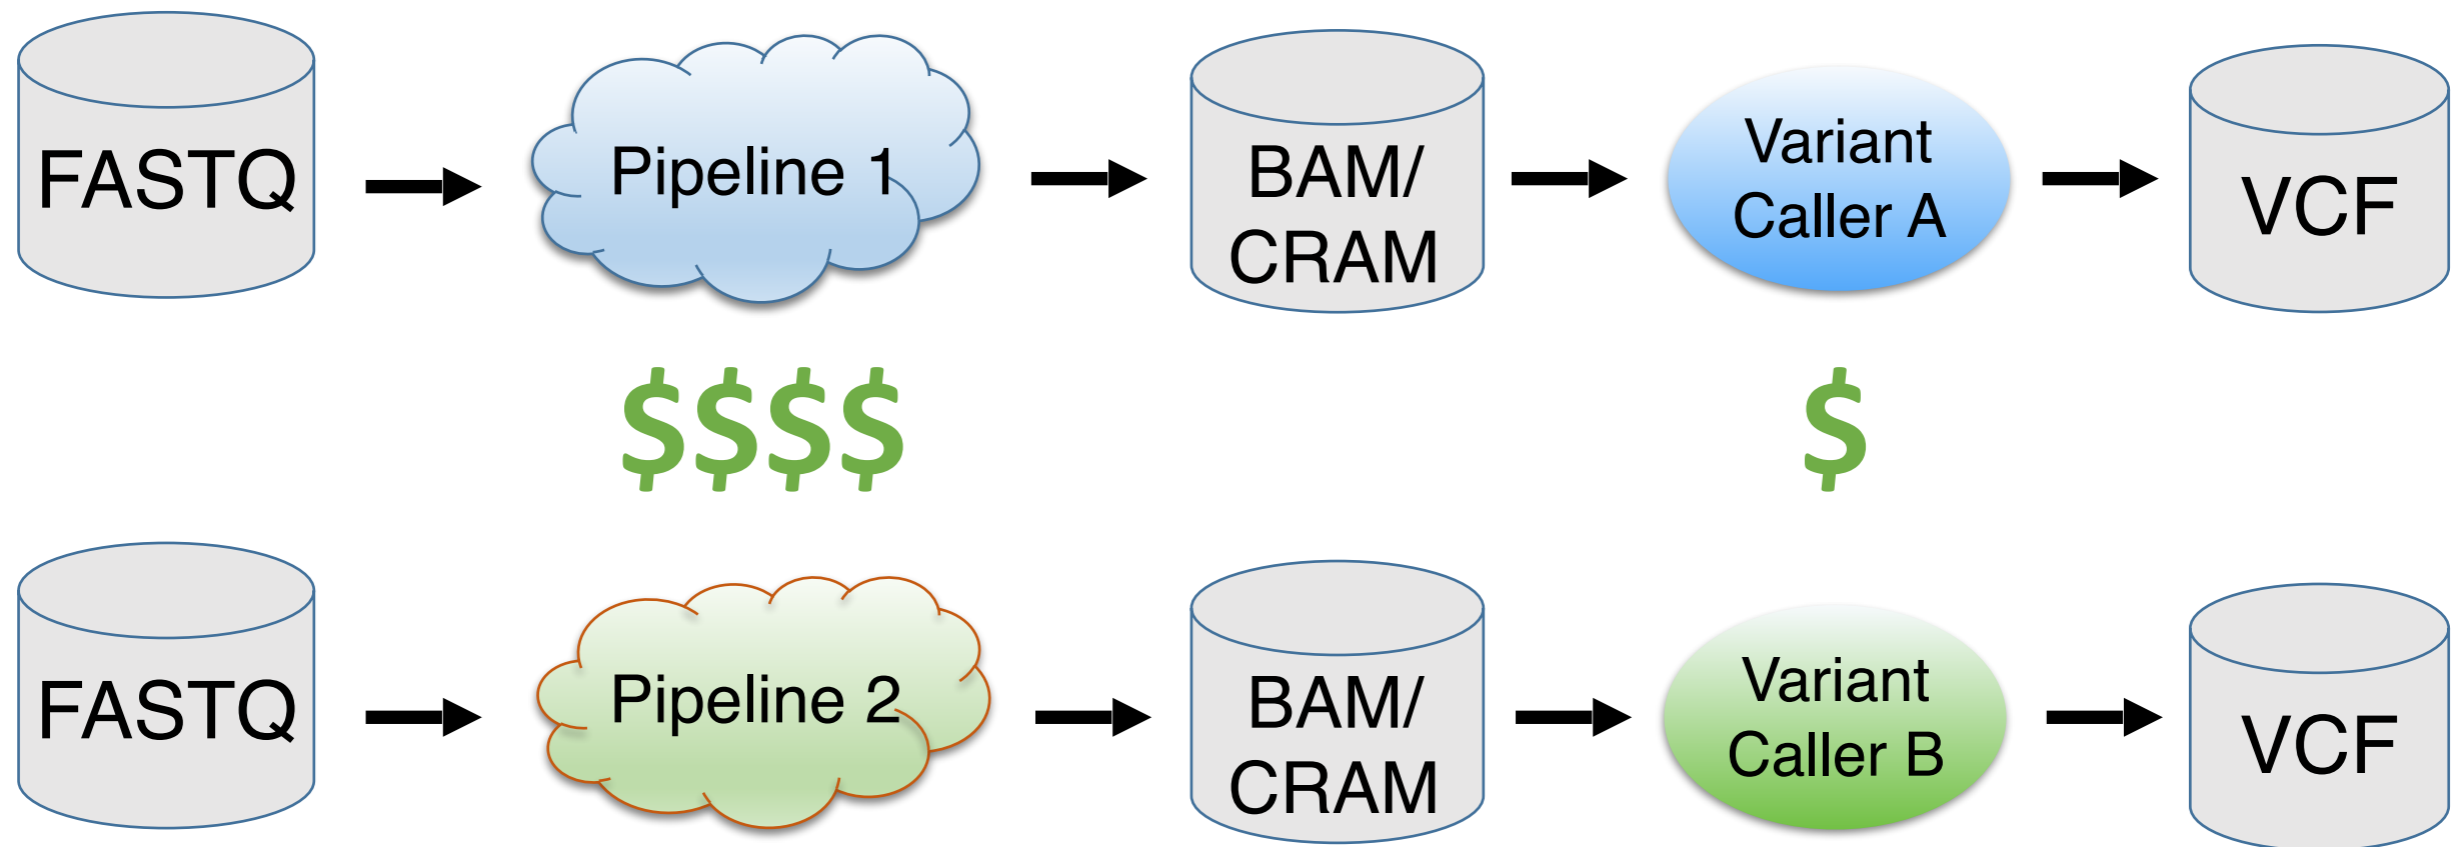 FASTQ
Pipeline 1
BAM/
CRAM
Variant
Caller A
VCF
$$$$
$
FASTQ
Pipeline 2
BAM/
CRAM
Variant
Caller B
VCF